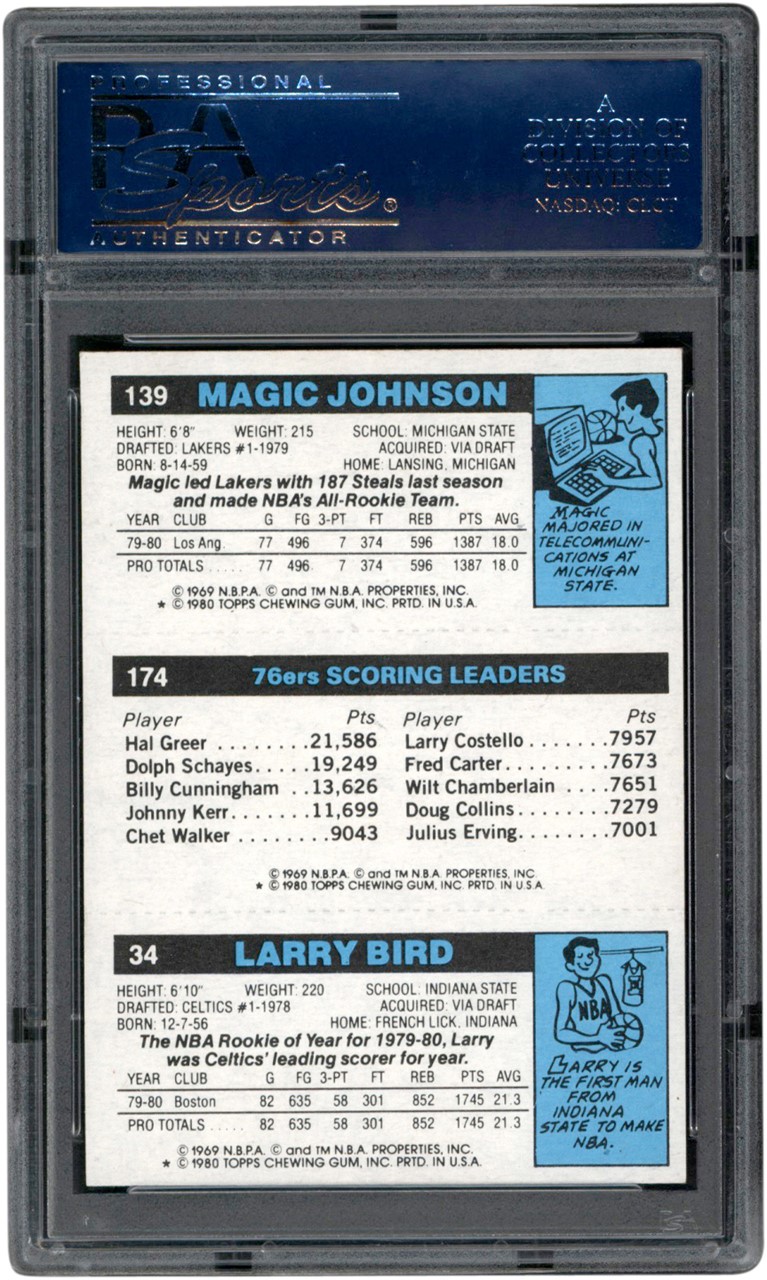 PROFESSIONAL
PSA
Sports®
AUTHENTICATOR
A
DIVISION OF
COLLECTORS
UNIVERSE
NASDAQ: CLCT
139 MAGIC JOHNSON
HEIGHT: 6'8" WEIGHT: 215 SCHOOL: MICHIGAN STATE
DRAFTED: LAKERS #1-1979 ACQUIRED: VIA DRAFT
BORN: 8-14-59 HOME: LANSING, MICHIGAN
Magic led Lakers with 187 Steals last season
and made NBA's All-Rookie Team.
YEAR CLUB G FG 3-PT FT REB PTS AVG
79-80 Los Ang. 77 496 7 374 596 1387 18.0
PRO TOTALS ..... 77 496 7 374 596 1387 18.0
© 1969 N.B.P.A. © and TM N.B.A. PROPERTIES, INC.
★ © 1980 TOPPS CHEWING GUM, INC. PRTD. IN U.S.A.
MAGIC
MAJORED IN
TELECOMMUNI-
CATIONS AT
MICHIGAN
STATE.
174 76ers SCORING LEADERS
Player Pts Player Pts
Hal Greer ........21,586 Larry Costello.......7957
Dolph Schayes.....19,249 Fred Carter.........7673
Billy Cunningham ..13,626 Wilt Chamberlain ....7651
Johnny Kerr.......11,699 Doug Collins........7279
Chet Walker ........9043 Julius Erving........7001
© 1969 N.B.P.A. © and TM N.B.A. PROPERTIES, INC.
★ © 1980 TOPPS CHEWING GUM, INC. PRTD. IN U.S.A.
34 LARRY BIRD
HEIGHT: 6'10" WEIGHT: 220 SCHOOL: INDIANA STATE
DRAFTED: CELTICS #1-1978 ACQUIRED: VIA DRAFT
BORN: 12-7-56 HOME: FRENCH LICK, INDIANA
The NBA Rookie of Year for 1979-80, Larry
was Celtics' leading scorer for year.
YEAR CLUB G FG 3-PT FT REB PTS AVG
79-80 Boston 82 635 58 301 852 1745 21.3
PRO TOTALS ..... 82 635 58 301 852 1745 21.3
© 1969 N.B.P.A. © and TM N.B.A. PROPERTIES, INC.
★ © 1980 TOPPS CHEWING GUM, INC. PRTD. IN U.S.A.
NBA
LARRY IS
THE FIRST MAN
FROM
INDIANA
STATE TO MAKE
NBA.